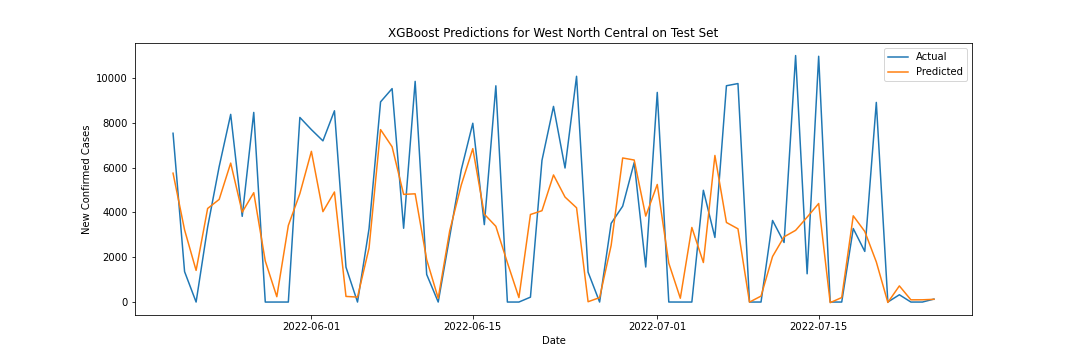 XGBoost Predictions for West North Central on Test Set
Actual
Predicted
New Confirmed Cases
10000
8000
6000
4000
2000
0
2022-06-01
2022-06-15
2022-07-01
2022-07-15
Date